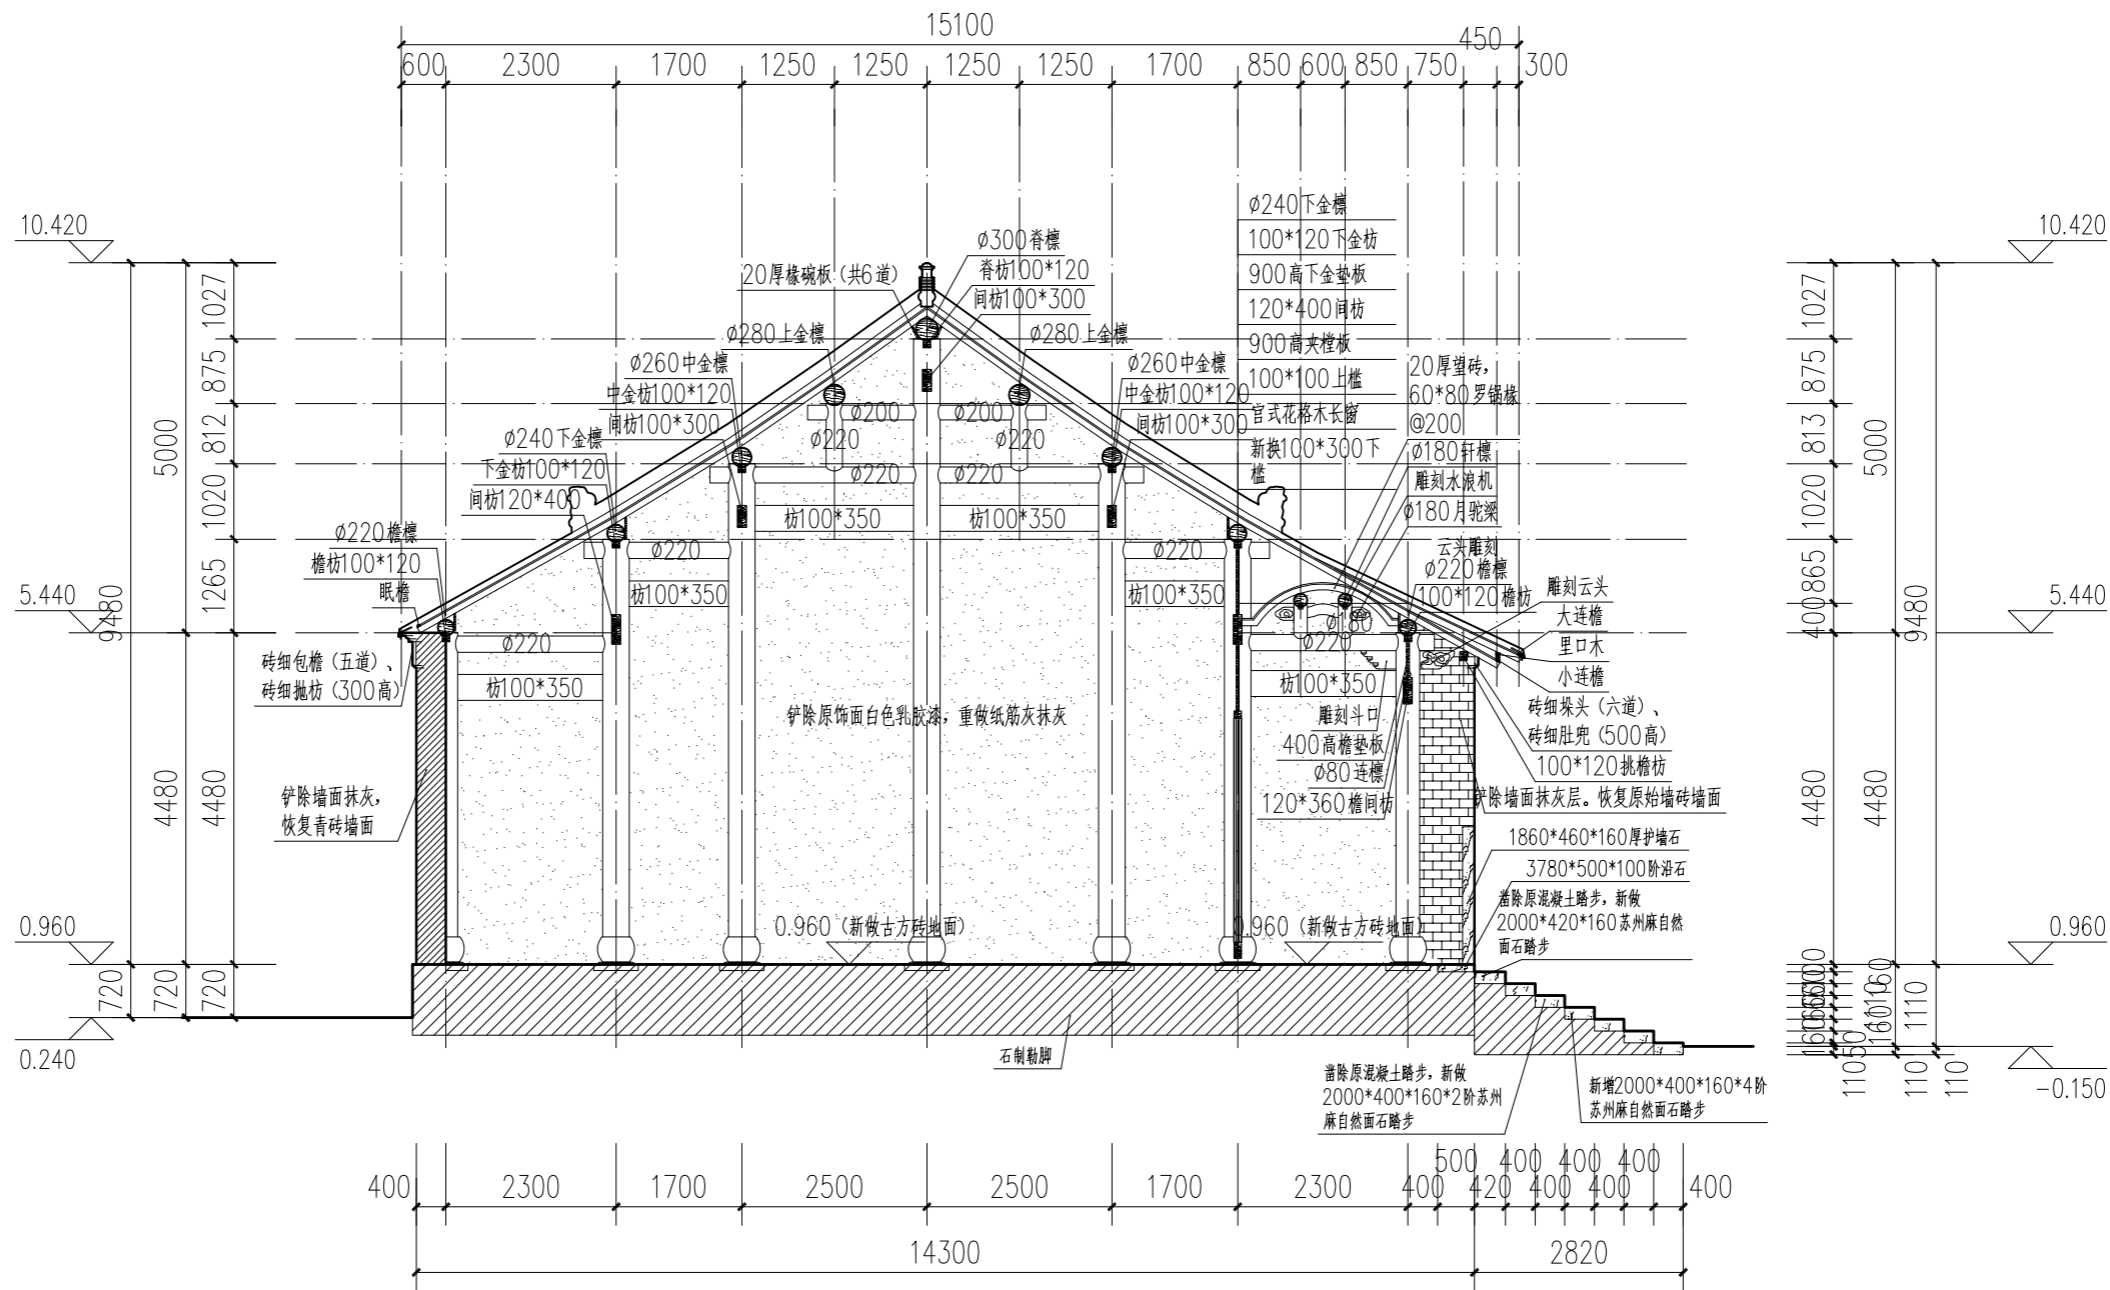 15100
450
600 2300 1700 1250 1250 1250 1250 1700 850 600 850 750 300
10.420
10.420
ø240下金檩
100*120下金枋
900高下金垫板
120*400间枋
900高夹樘板
100*100上槛
宫式花格木长窗
新换100*300下
槛
ø300脊檩
脊枋100*120
间枋100*300
20厚椽碗板（共6道）
ø280上金檩
ø280上金檩
ø260中金檩
中金枋100*120
间枋100*300
ø260中金檩
中金枋100*120
间枋100*300
20厚望砖，
60*80罗锅椽
@200
ø180轩檩
雕刻水浪机
ø180月驼梁
云头雕刻
ø220檐檩
100*120檐枋
ø240下金檩
下金枋100*120
间枋120*400
ø220檐檩
檐枋100*120
眠檐
ø200 ø200
ø220 ø220
ø220 ø220
枋100*350 枋100*350
ø220 ø220
枋100*350 枋100*350
ø180
ø220 ø220
枋100*350 枋100*350
雕刻云头
大连檐
里口木
小连檐
砖细包檐（五道）、
砖细抛枋（300高）
铲除原饰面白色乳胶漆，重做纸筋灰抹灰
雕刻斗口
400高檐垫板
ø80连檩
120*360檐间枋
砖细垛头（六道）、
砖细肚兜（500高）
100*120挑檐枋
铲除墙面抹灰层。恢复原始墙砖墙面
铲除墙面抹灰，
恢复青砖墙面
1860*460*160厚护墙石
3780*500*100阶沿石
凿除原混凝土踏步，新做
2000*420*160苏州麻自然
面石踏步
0.960（新做古方砖地面）
0.960（新做古方砖地面）
石制勒脚
凿除原混凝土踏步，新做
2000*400*160*2阶苏州
麻自然面石踏步
新增2000*400*160*4阶
苏州麻自然面石踏步
5.440
0.960
0.240
9480
720
5000
4480
720
1027
875
812
1020
1265
4480
720
5.440
0.960
-0.150
1027
875
813
1020
865
400
4480
5000
4480
160
110
9480
1110
110
500 400 400 400
400 2300 1700 2500 2500 1700 2300 400 420 400 400 400
14300 2820